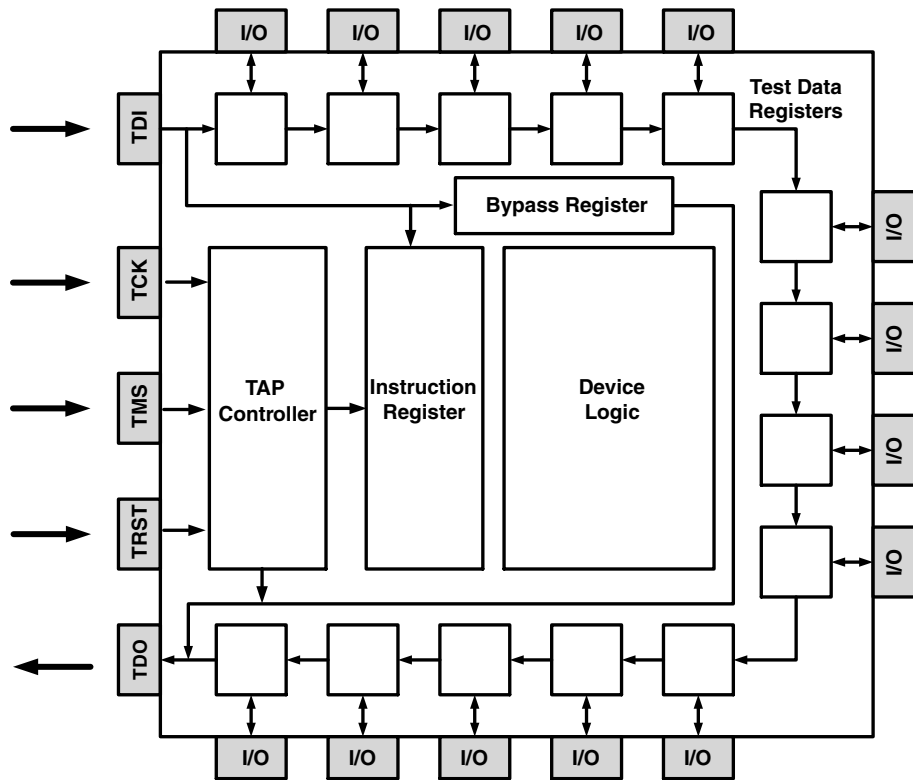 I/O
I/O
I/O
I/O
I/O
Test Data
Registers
TDI
Bypass Register
I/O
TCK
I/O
TAP
Controller
Instruction
Register
Device
Logic
TMS
I/O
TRST
I/O
TDO
I/O
I/O
I/O
I/O
I/O